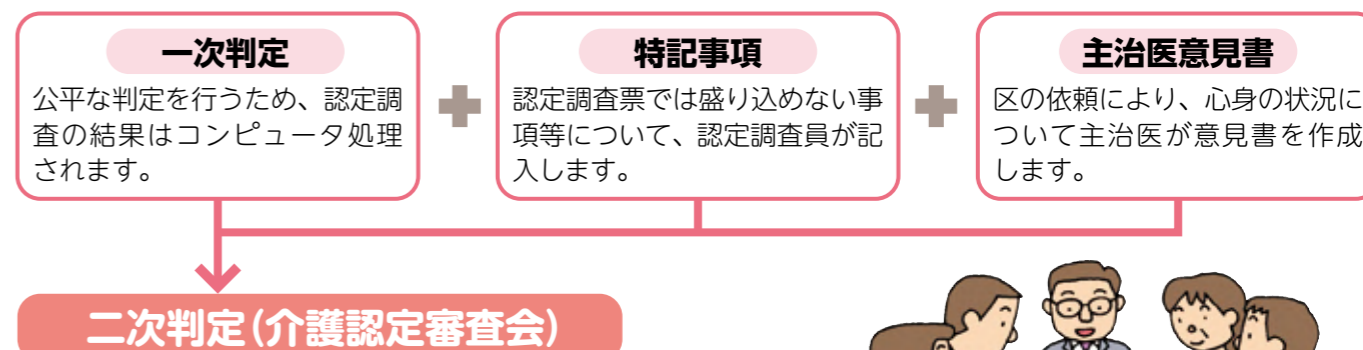 一次判定
公平な判定を行うため、認定調
査の結果はコンピュータ処理
されます。
特記事項
認定調査票では盛り込めない事
項等について、認定調査員が記
入します。
主治医意見書
区の依頼により、心身の状況に
ついて主治医が意見書を作成
します。
二次判定(介護認定審査会)